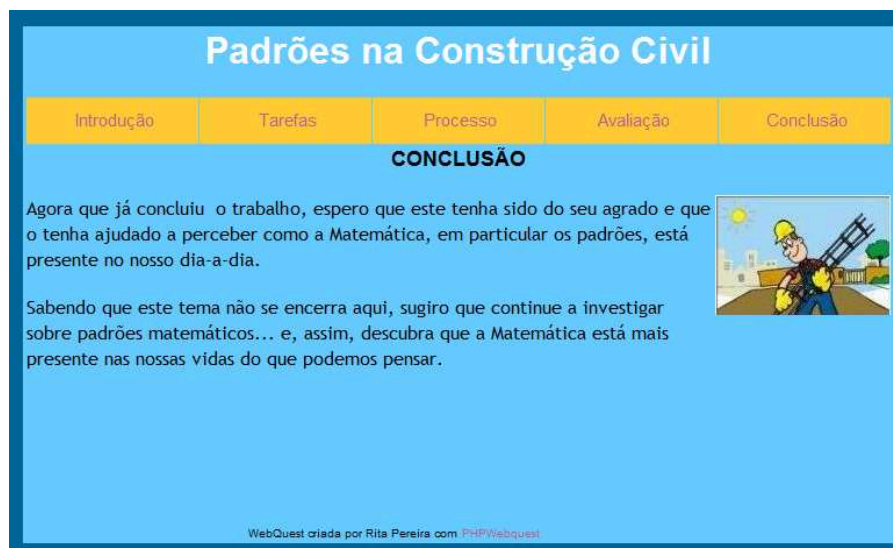 Padrões na Construção Civil
Introdução Tarefas Processo Avaliação Conclusão
CONCLUSÃO
Agora que já concluiu o trabalho, espero que este tenha sido do seu agrado e que
o tenha ajudado a perceber como a Matemática, em particular os padrões, está
presente no nosso dia-a-dia.
Sabendo que este tema não se encerra aqui, sugiro que continue a investigar
sobre padrões matemáticos... e, assim, descubra que a Matemática está mais
presente nas nossas vidas do que podemos pensar.
WebQuest criada por Rita Pereira com PHPWebquest